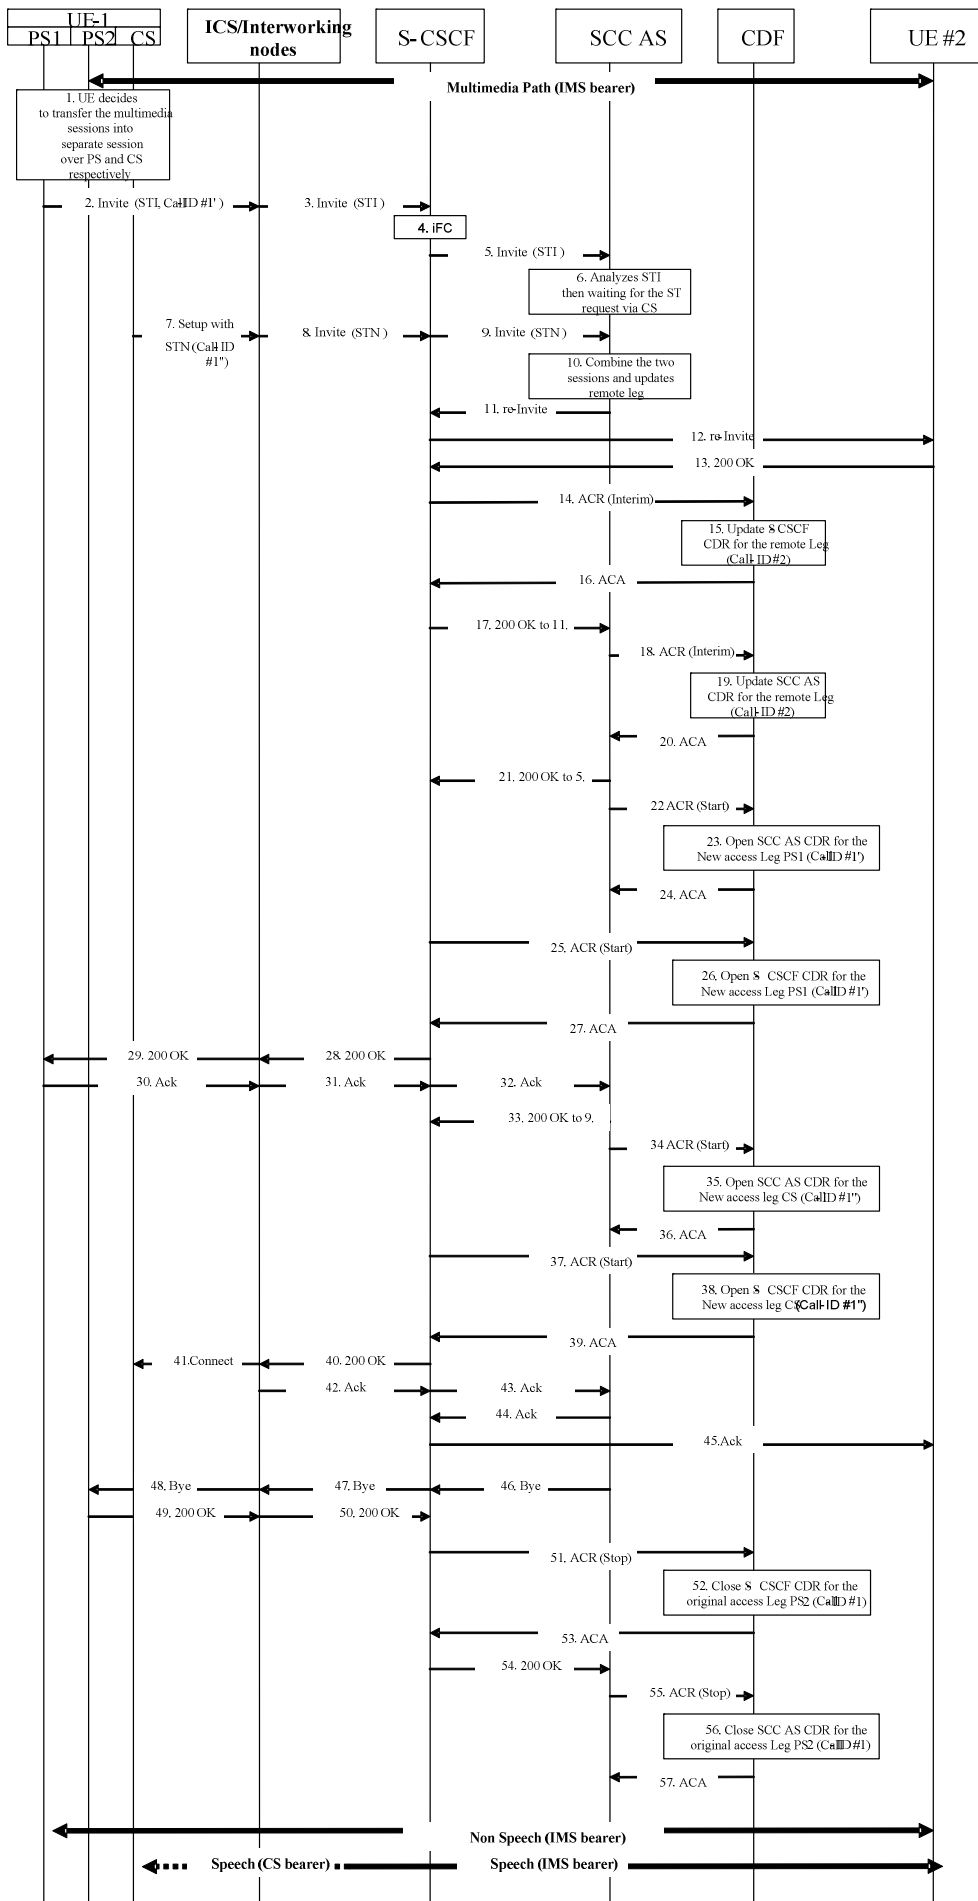 UE-1
PS1 PS2 CS
ICS/Interworking
nodes
S-CSCF
SCC AS
CDF
UE #2
Multimedia Path (IMS bearer)
1. UE decides
to transfer the multimedia
sessions into
separate session
over PS and CS
respectively
2. Invite (STI, Call-ID #1' )
3. Invite (STI )
4. iFC
5. Invite (STI )
6. Analyzes STI
then waiting for the ST
request via CS
7. Setup with
STN (Call-ID
#1'')
8. Invite (STN )
9. Invite (STN )
10. Combine the two
sessions and updates
remote leg
11. re-Invite
12. re-Invite
13. 200 OK
14. ACR (Interim)
15. Update S-CSCF
CDR for the remote Leg
(Call-ID #2)
16. ACA
17. 200 OK to 11.
18. ACR (Interim)
19. Update SCC AS
CDR for the remote Leg
(Call-ID #2)
20. ACA
21. 200 OK to 5.
22 ACR (Start)
23. Open SCC AS CDR for the
New access Leg PS1 (Call-ID #1')
24. ACA
25. ACR (Start)
26. Open S-CSCF CDR for the
New access Leg PS1 (Call-ID #1')
27. ACA
28. 200 OK
29. 200 OK
30. Ack
31. Ack
32. Ack
33. 200 OK to 9.
34 ACR (Start)
35. Open SCC AS CDR for the
New access leg CS (Call-ID #1'')
36. ACA
37. ACR (Start)
38. Open S-CSCF CDR for the
New access leg CS (Call-ID #1'')
39. ACA
40. 200 OK
41. Connect
42. Ack
43. Ack
44. Ack
45. Ack
46. Bye
47. Bye
48. Bye
49. 200 OK
50. 200 OK
51. ACR (Stop)
52. Close S-CSCF CDR for the
original access Leg PS2 (Call-ID #1)
53. ACA
54. 200 OK
55. ACR (Stop)
56. Close SCC AS CDR for the
original access Leg PS2 (Call-ID #1)
57. ACA
Non Speech (IMS bearer)
Speech (CS bearer)
Speech (IMS bearer)